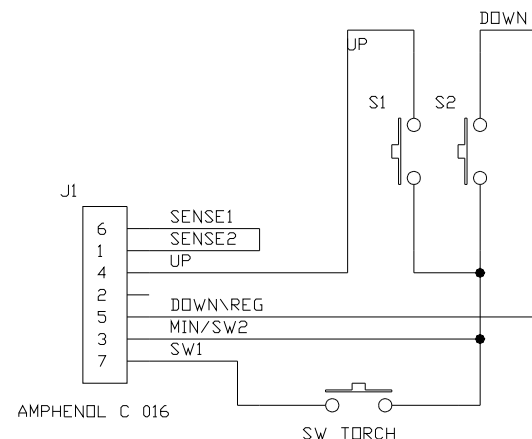 DOWN
UP
S1 S2
J1
6 SENSE1
1 SENSE2
4 UP
2
5 DOWN\REG
3 MIN/SW2
7 SW1
AMPHENOL C 016
SW TORCH